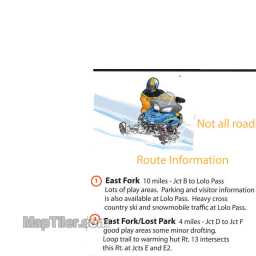 Not all road
Route Information
1 East Fork 10 miles - Jct B to Lolo Pass
Lots of play areas. Parking and visitor information
is also available at Lolo Pass. Heavy cross
country ski and snowmobile traffic at Lolo Pass.
MapTiler.com
East Fork/Lost Park 4 miles - Jct D to Jct F
good play areas some minor drofting.
Loop trail to warming hut Rt. 13 intersects
this Rt. at Jcts E and E2.